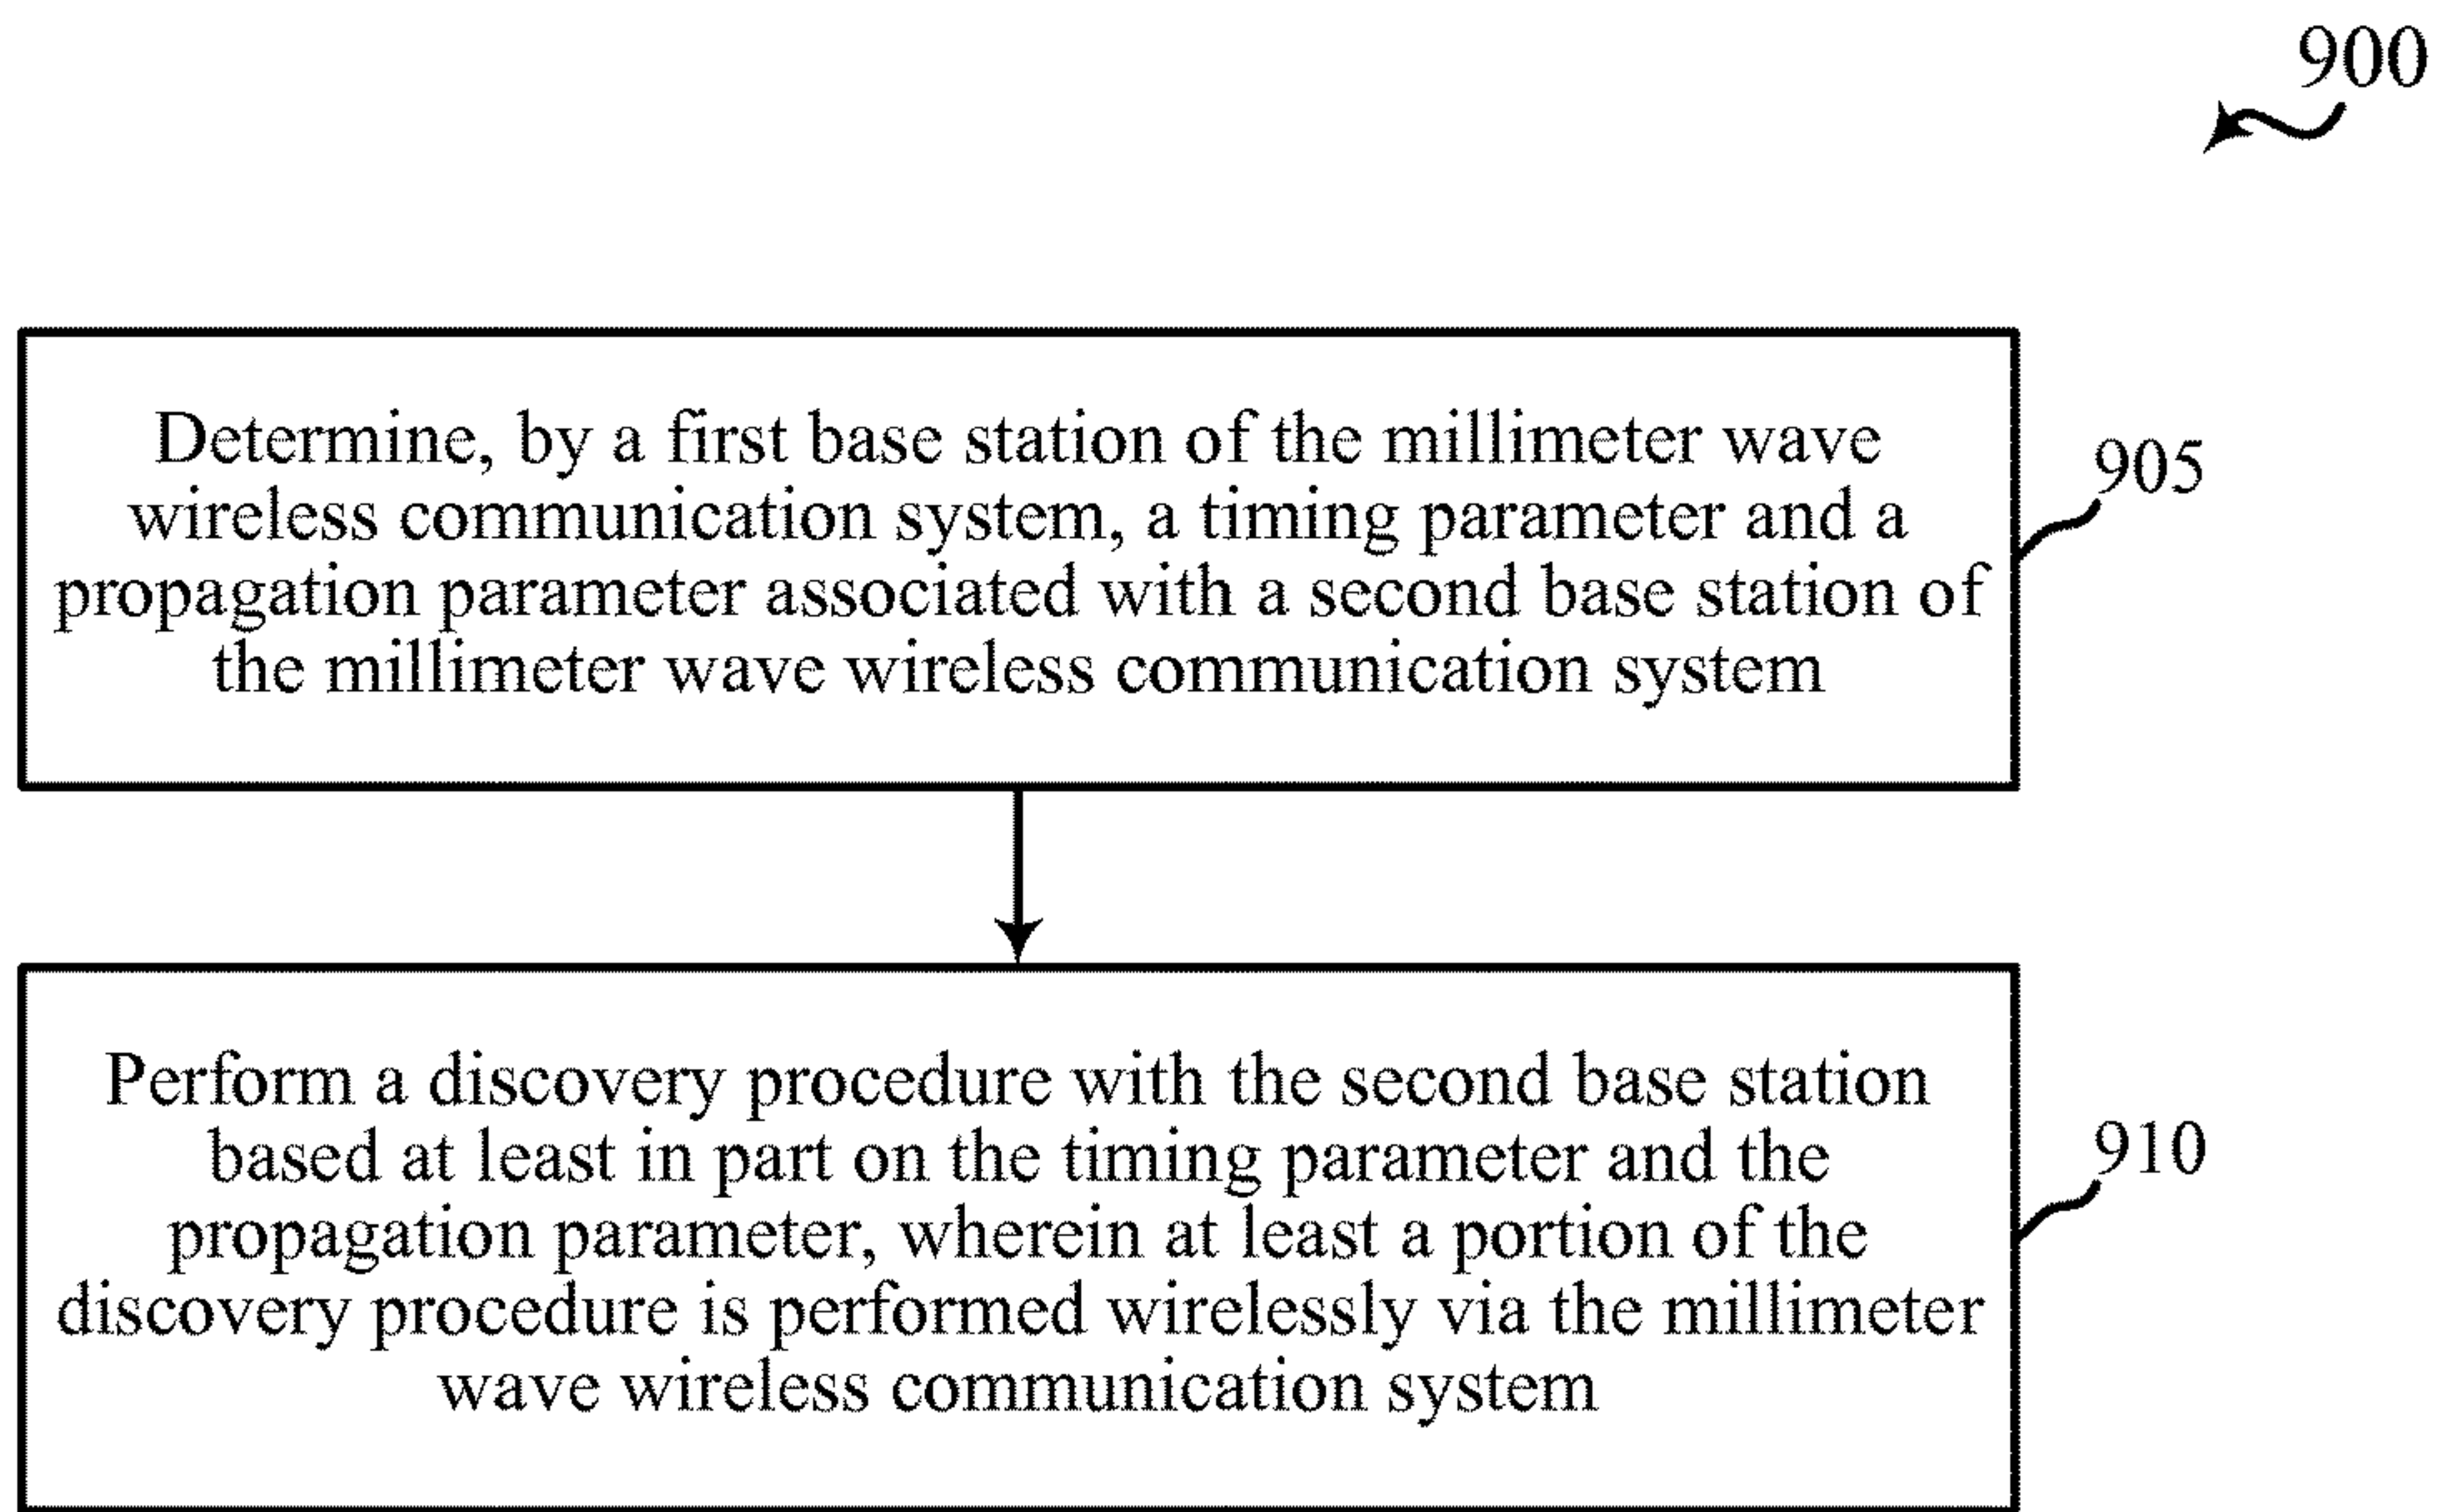 900
Determine, by a first base station of the millimeter wave
wireless communication system, a timing parameter and a
propagation parameter associated with a second base station of
the millimeter wave wireless communication system
905
Perform a discovery procedure with the second base station
based at least in part on the timing parameter and the
propagation parameter, wherein at least a portion of the
discovery procedure is performed wirelessly via the millimeter
wave wireless communication system
910